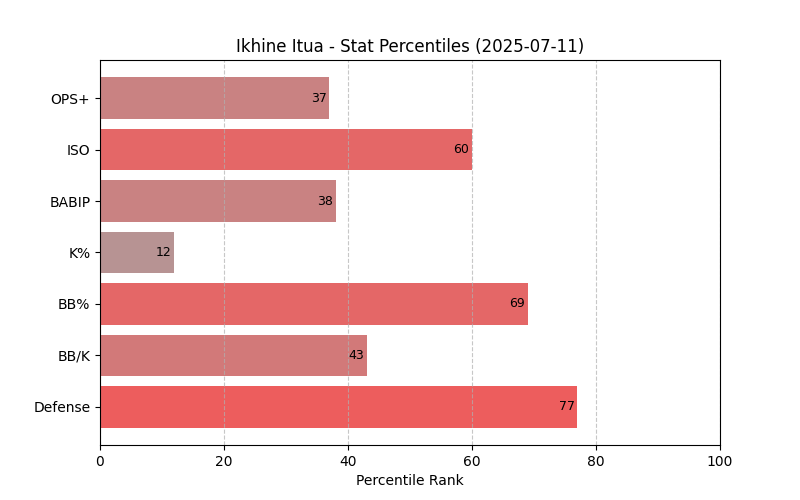 Ikhine Itua - Stat Percentiles (2025-07-11)
OPS+ 37
ISO 60
BABIP 38
K% 12
BB% 69
BB/K 43
Defense 77
0 20 40 60 80 100
Percentile Rank